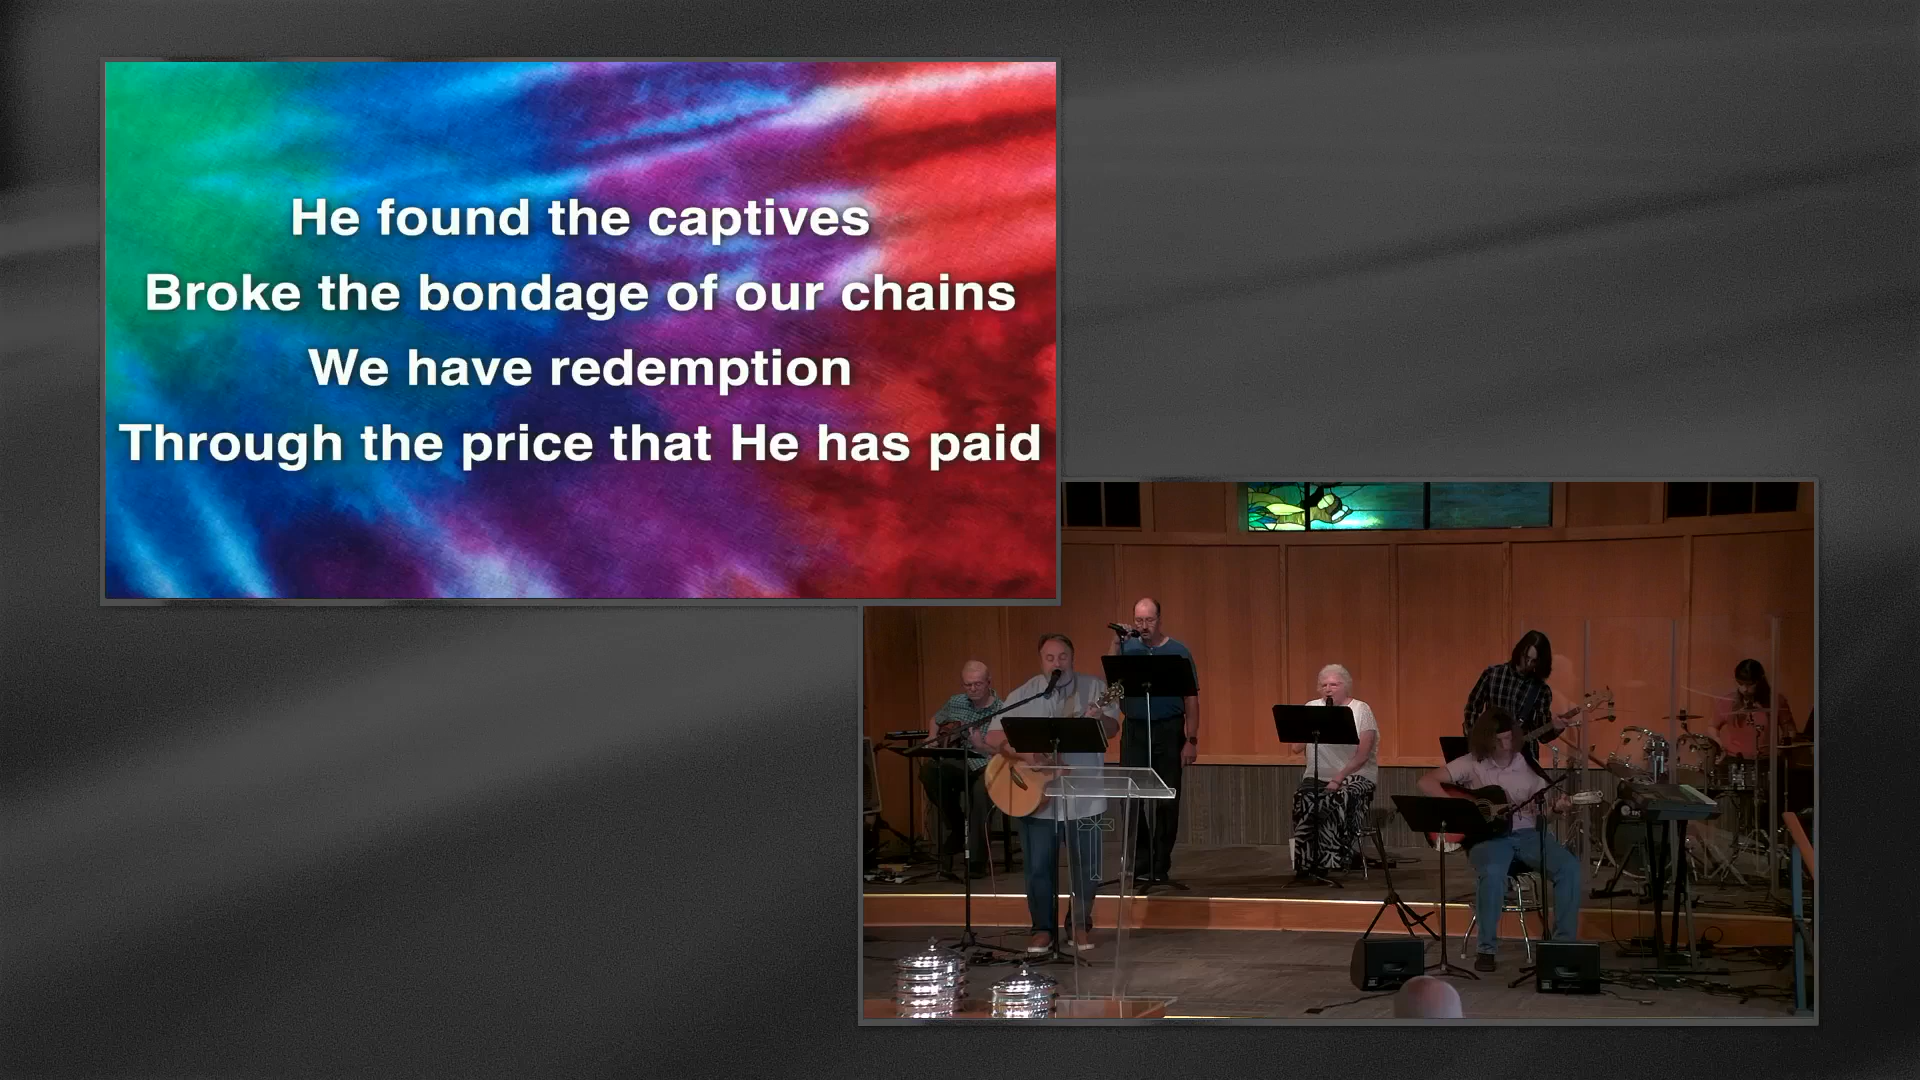 He found the captives
Broke the bondage of our chains
We have redemption
Through the price that He has paid